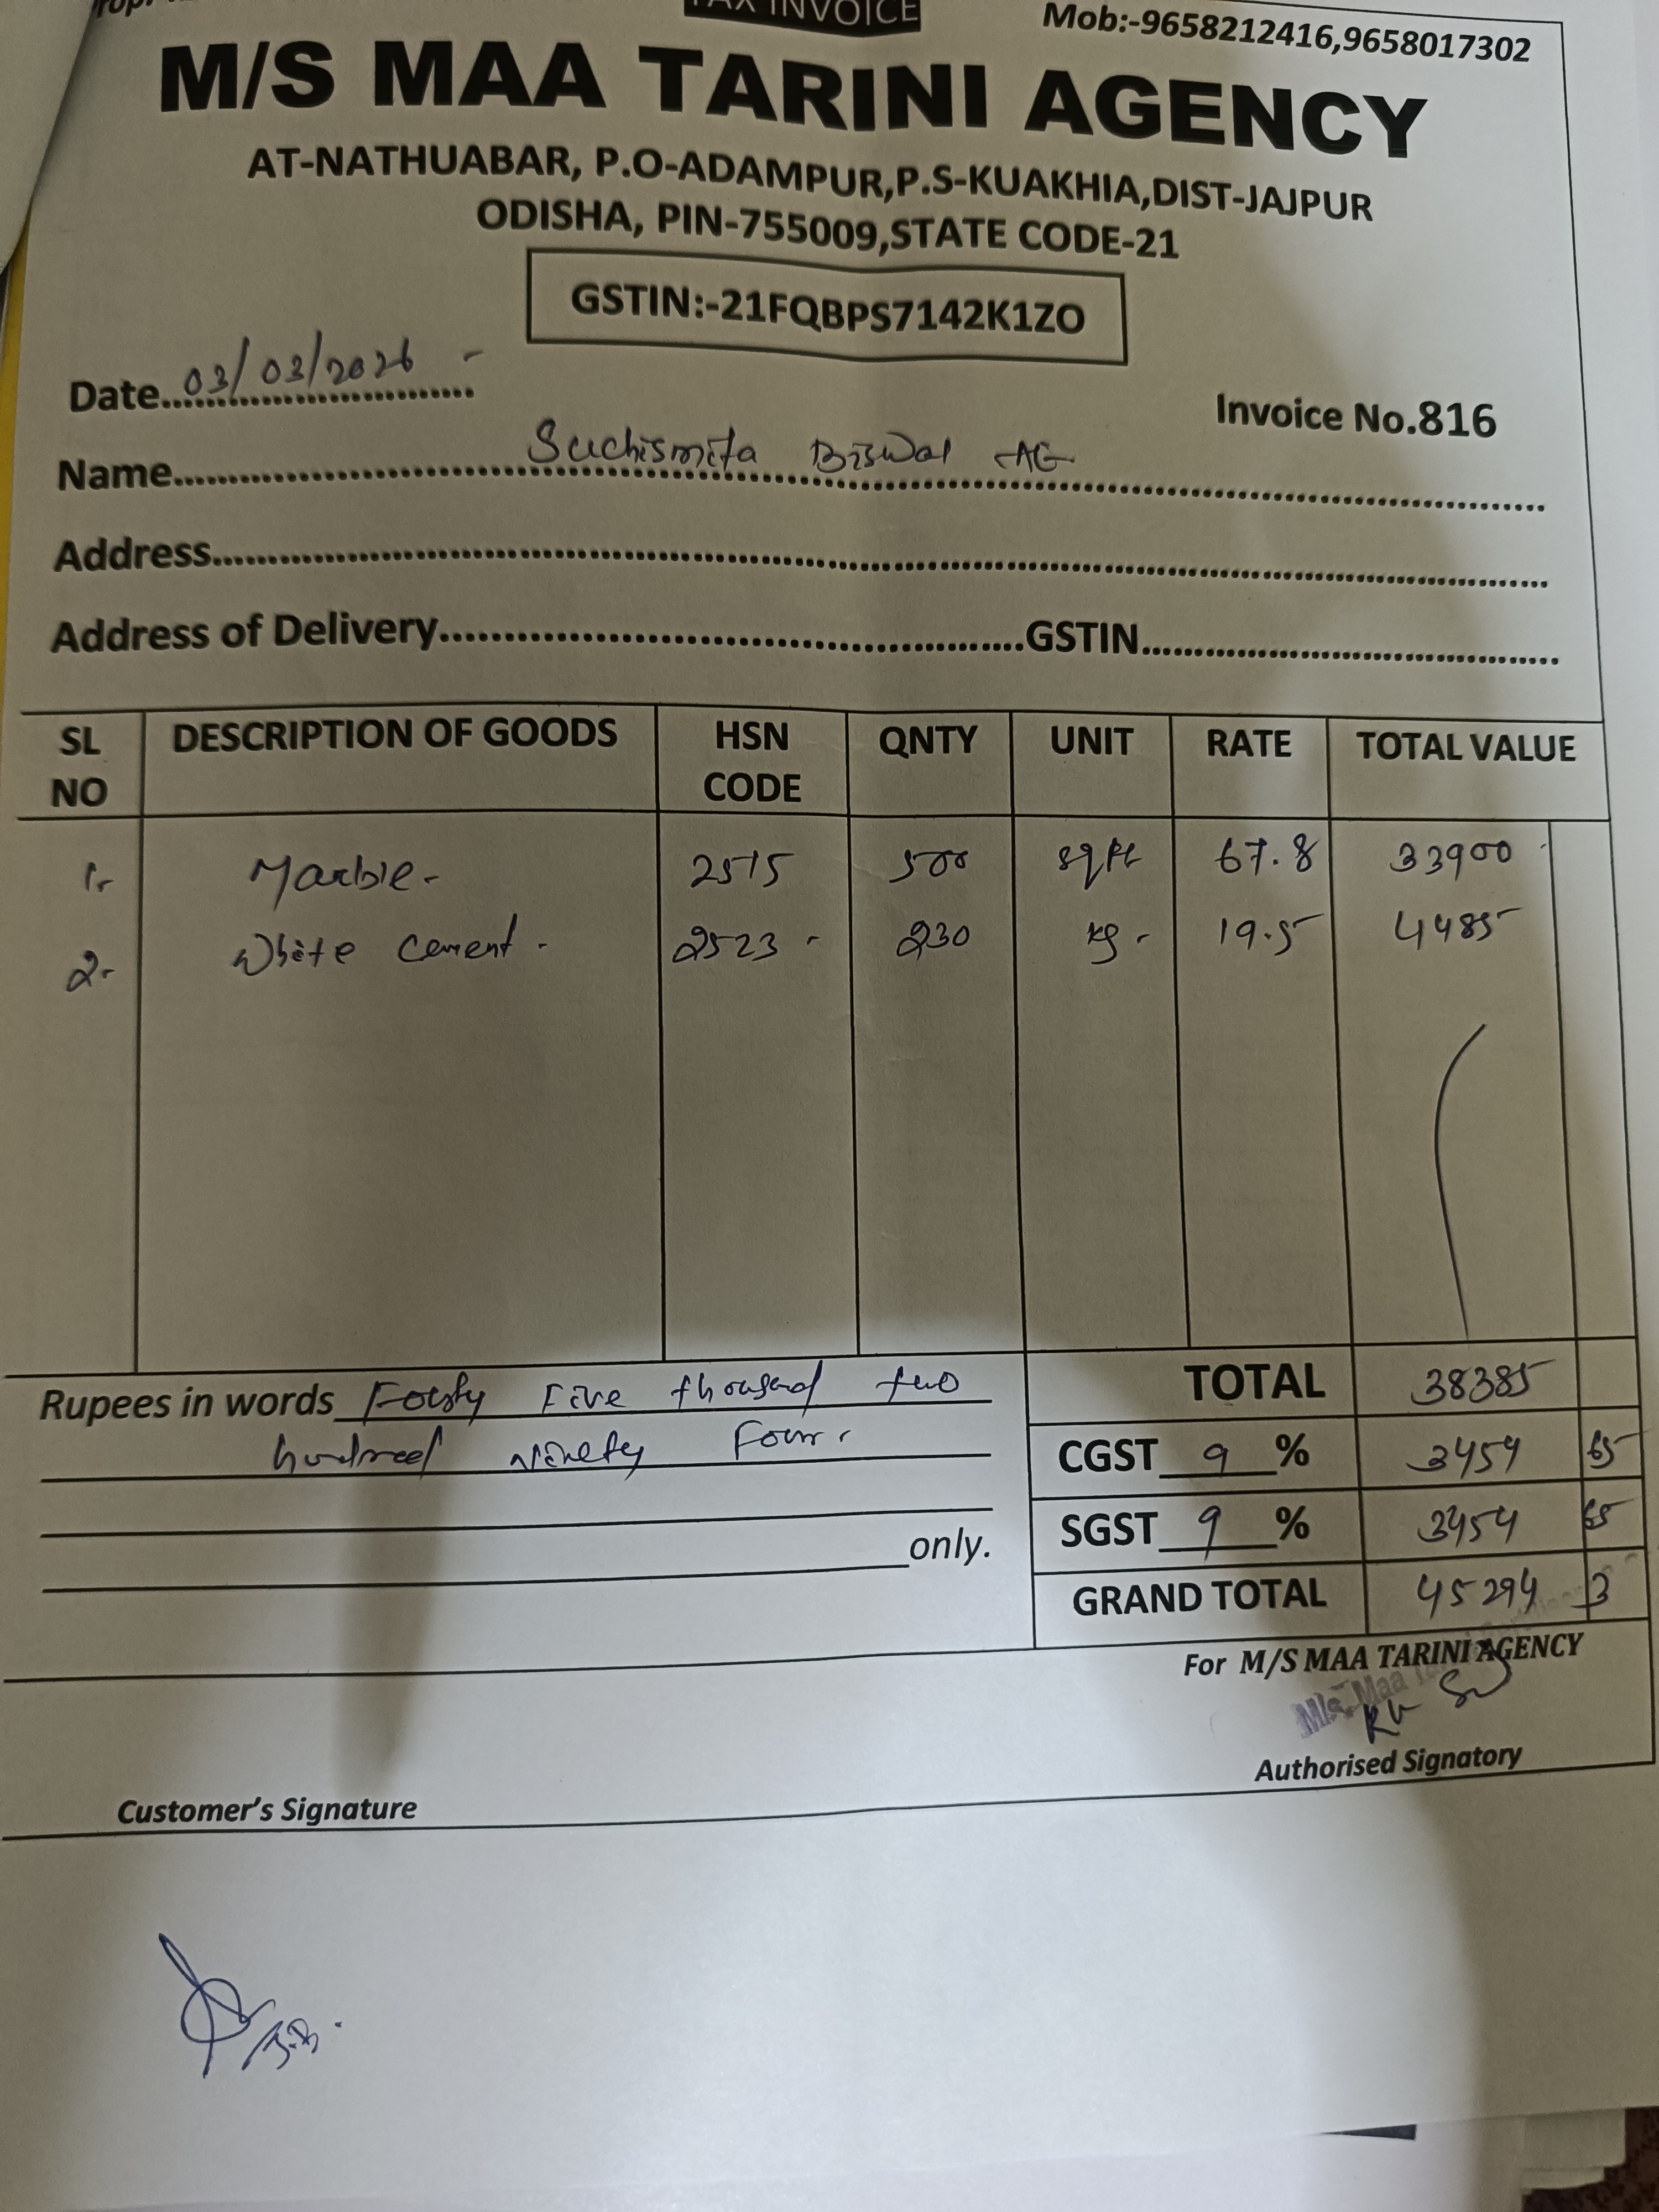 TAX INVOICE
Mob:-9658212416,9658017302
M/S MAA TARINI AGENCY
AT-NATHUABAR, P.O-ADAMPUR,P.S-KUAKHIA,DIST-JAJPUR
ODISHA, PIN-755009,STATE CODE-21
GSTIN:-21FQBPS7142K1ZO
Date 03/03/2026 -
Invoice No.816
Name Suchismita Biswal
Address
Address of Delivery GSTIN
SL NO DESCRIPTION OF GOODS HSN CODE QNTY UNIT RATE TOTAL VALUE
1- Marble- 2515 500 sqft 67.8 33900
2- White cement - 2523 - 230 kg - 19.5 4485
TOTAL 38385
Rupees in words Fourty Five thousand two
hundred Ninety Four.
CGST 9 % 3454 65
SGST 9 % 3454 65
only.
GRAND TOTAL 45294 3
For M/S MAA TARINI AGENCY
M/s. Maa
Authorised Signatory
Customer's Signature